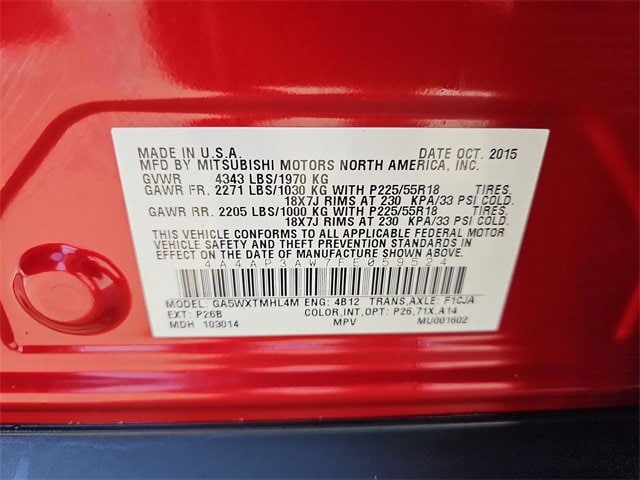 MADE IN U.S.A. DATE OCT. 2015
MFD BY MITSUBISHI MOTORS NORTH AMERICA, INC.
GVWR 4343 LBS/1970 KG
GAWR FR. 2271 LBS/1030 KG WITH P225/55R18 TIRES.
18X7J RIMS AT 230 KPA/33 PSI COLD.
GAWR RR. 2205 LBS/1000 KG WITH P225/55R18 TIRES.
18X7J RIMS AT 230 KPA/33 PSI COLD.
THIS VEHICLE CONFORMS TO ALL APPLICABLE FEDERAL MOTOR
VEHICLE SAFETY AND THEFT PREVENTION STANDARDS IN
EFFECT ON THE DATE OF MANUFACTURE SHOWN ABOVE.
4A4AP3AW7FE059524
MODEL: GA5WXTMHL4M ENG: 4B12 TRANS,AXLE: F1CJA
EXT: P26B COLOR,INT,OPT: P26,71X,A14
MDH 103014 MPV MU001602